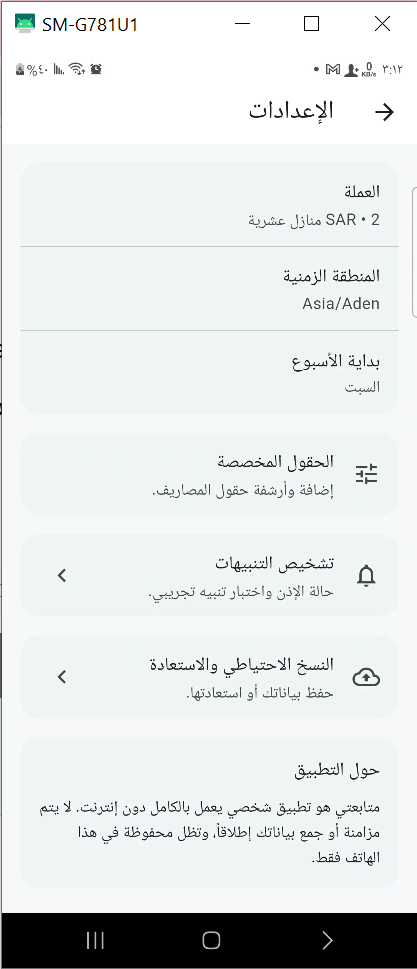 SM-G781U1
٣:١٢ 0 KB/s ٪٤٠
الإعدادات
العملة
SAR • 2 منازل عشرية
المنطقة الزمنية
Asia/Aden
بداية الأسبوع
السبت
الحقول المخصصة
إضافة وأرشفة حقول المصاريف.
تشخيص التنبيهات
حالة الإذن واختبار تنبيه تجريبي.
النسخ الاحتياطي والاستعادة
حفظ بياناتك أو استعادتها.
حول التطبيق
متابعتي هو تطبيق شخصي يعمل بالكامل دون إنترنت. لا يتم
مزامنة أو جمع بياناتك إطلاقاً، وتظل محفوظة في هذا
الهاتف فقط.